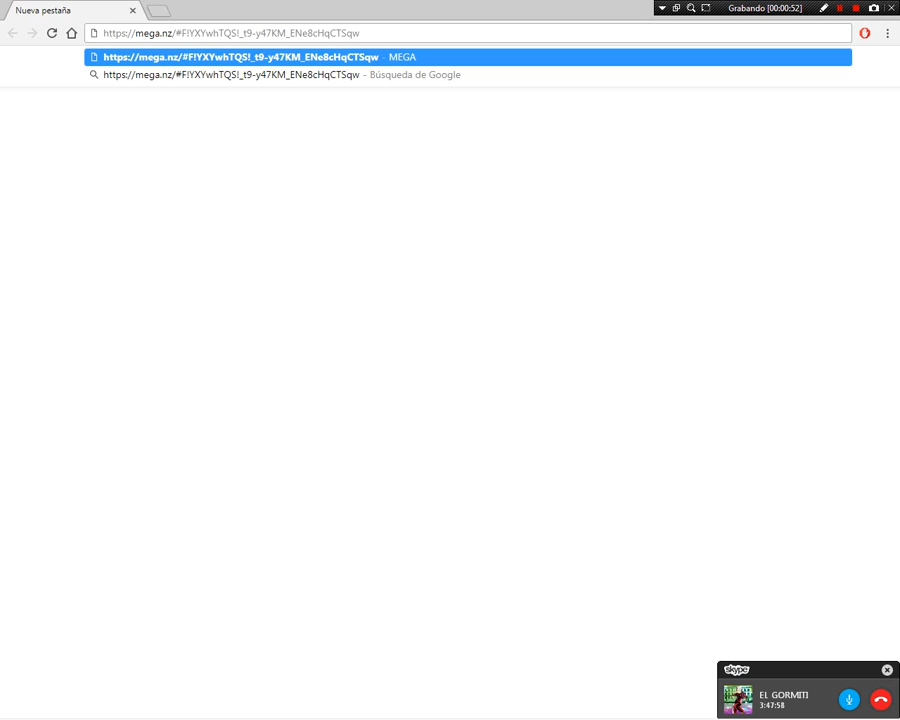 Nueva pestaña
Grabando [00:00:52]
https://mega.nz/#F!YXYwhTQS!_t9-y47KM_ENe8cHqCTSqw
https://mega.nz/#F!YXYwhTQS!_t9-y47KM_ENe8cHqCTSqw - MEGA
https://mega.nz/#F!YXYwhTQS!_t9-y47KM_ENe8cHqCTSqw - Búsqueda de Google
skype
EL GORMITI
3:47:58